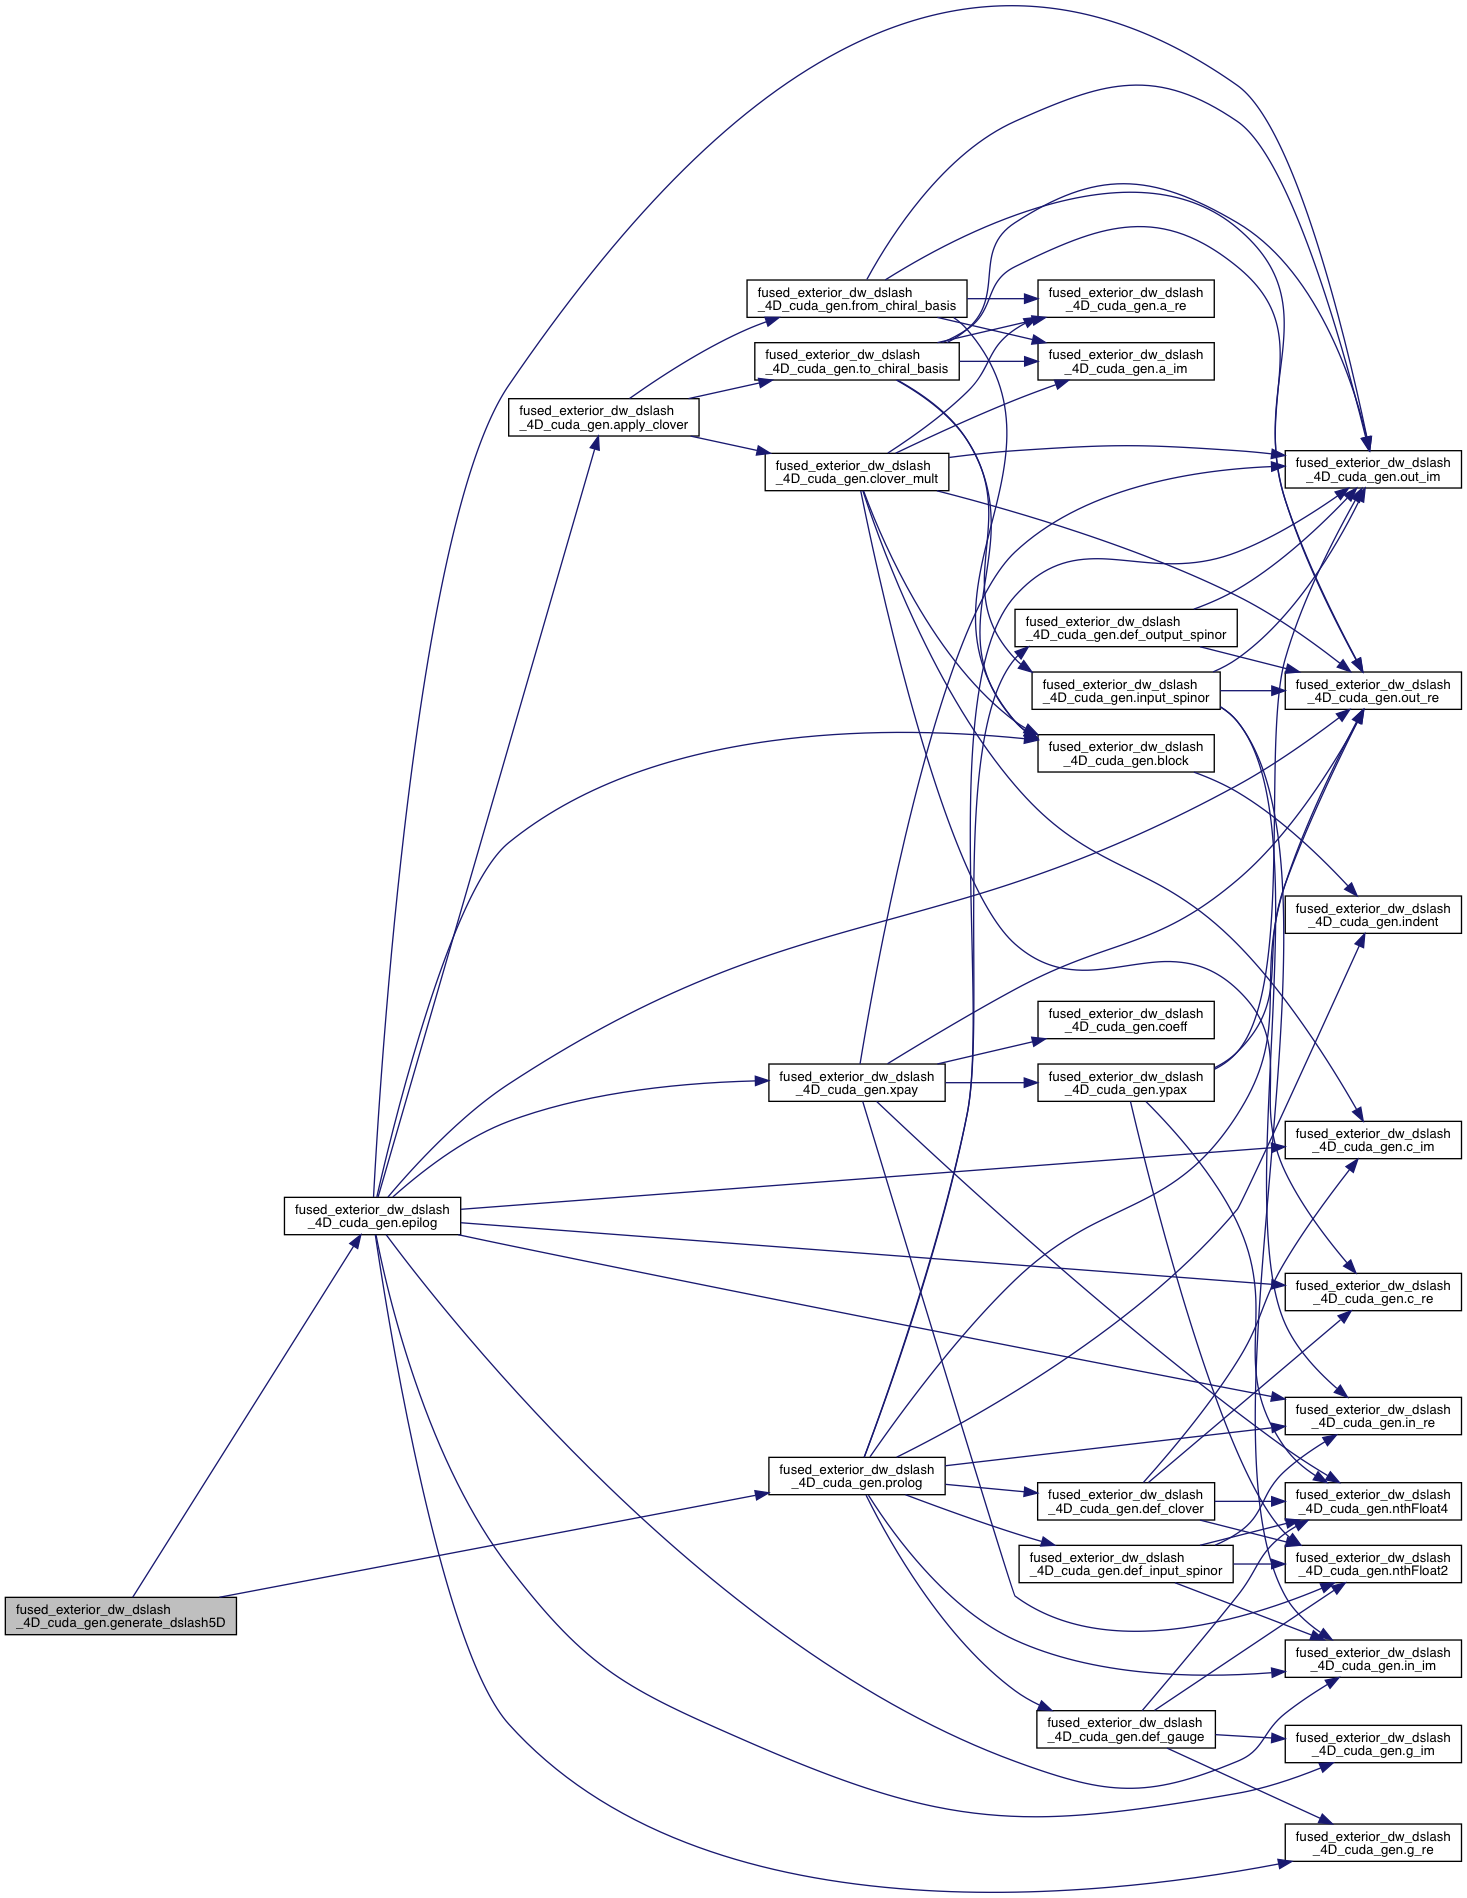 fused_exterior_dw_dslash
_4D_cuda_gen.from_chiral_basis
fused_exterior_dw_dslash
_4D_cuda_gen.a_re
fused_exterior_dw_dslash
_4D_cuda_gen.to_chiral_basis
fused_exterior_dw_dslash
_4D_cuda_gen.a_im
fused_exterior_dw_dslash
_4D_cuda_gen.apply_clover
fused_exterior_dw_dslash
_4D_cuda_gen.clover_mult
fused_exterior_dw_dslash
_4D_cuda_gen.out_im
fused_exterior_dw_dslash
_4D_cuda_gen.def_output_spinor
fused_exterior_dw_dslash
_4D_cuda_gen.input_spinor
fused_exterior_dw_dslash
_4D_cuda_gen.out_re
fused_exterior_dw_dslash
_4D_cuda_gen.block
fused_exterior_dw_dslash
_4D_cuda_gen.indent
fused_exterior_dw_dslash
_4D_cuda_gen.coeff
fused_exterior_dw_dslash
_4D_cuda_gen.xpay
fused_exterior_dw_dslash
_4D_cuda_gen.ypax
fused_exterior_dw_dslash
_4D_cuda_gen.c_im
fused_exterior_dw_dslash
_4D_cuda_gen.epilog
fused_exterior_dw_dslash
_4D_cuda_gen.c_re
fused_exterior_dw_dslash
_4D_cuda_gen.in_re
fused_exterior_dw_dslash
_4D_cuda_gen.prolog
fused_exterior_dw_dslash
_4D_cuda_gen.def_clover
fused_exterior_dw_dslash
_4D_cuda_gen.nthFloat4
fused_exterior_dw_dslash
_4D_cuda_gen.def_input_spinor
fused_exterior_dw_dslash
_4D_cuda_gen.nthFloat2
fused_exterior_dw_dslash
_4D_cuda_gen.generate_dslash5D
fused_exterior_dw_dslash
_4D_cuda_gen.in_im
fused_exterior_dw_dslash
_4D_cuda_gen.def_gauge
fused_exterior_dw_dslash
_4D_cuda_gen.g_im
fused_exterior_dw_dslash
_4D_cuda_gen.g_re